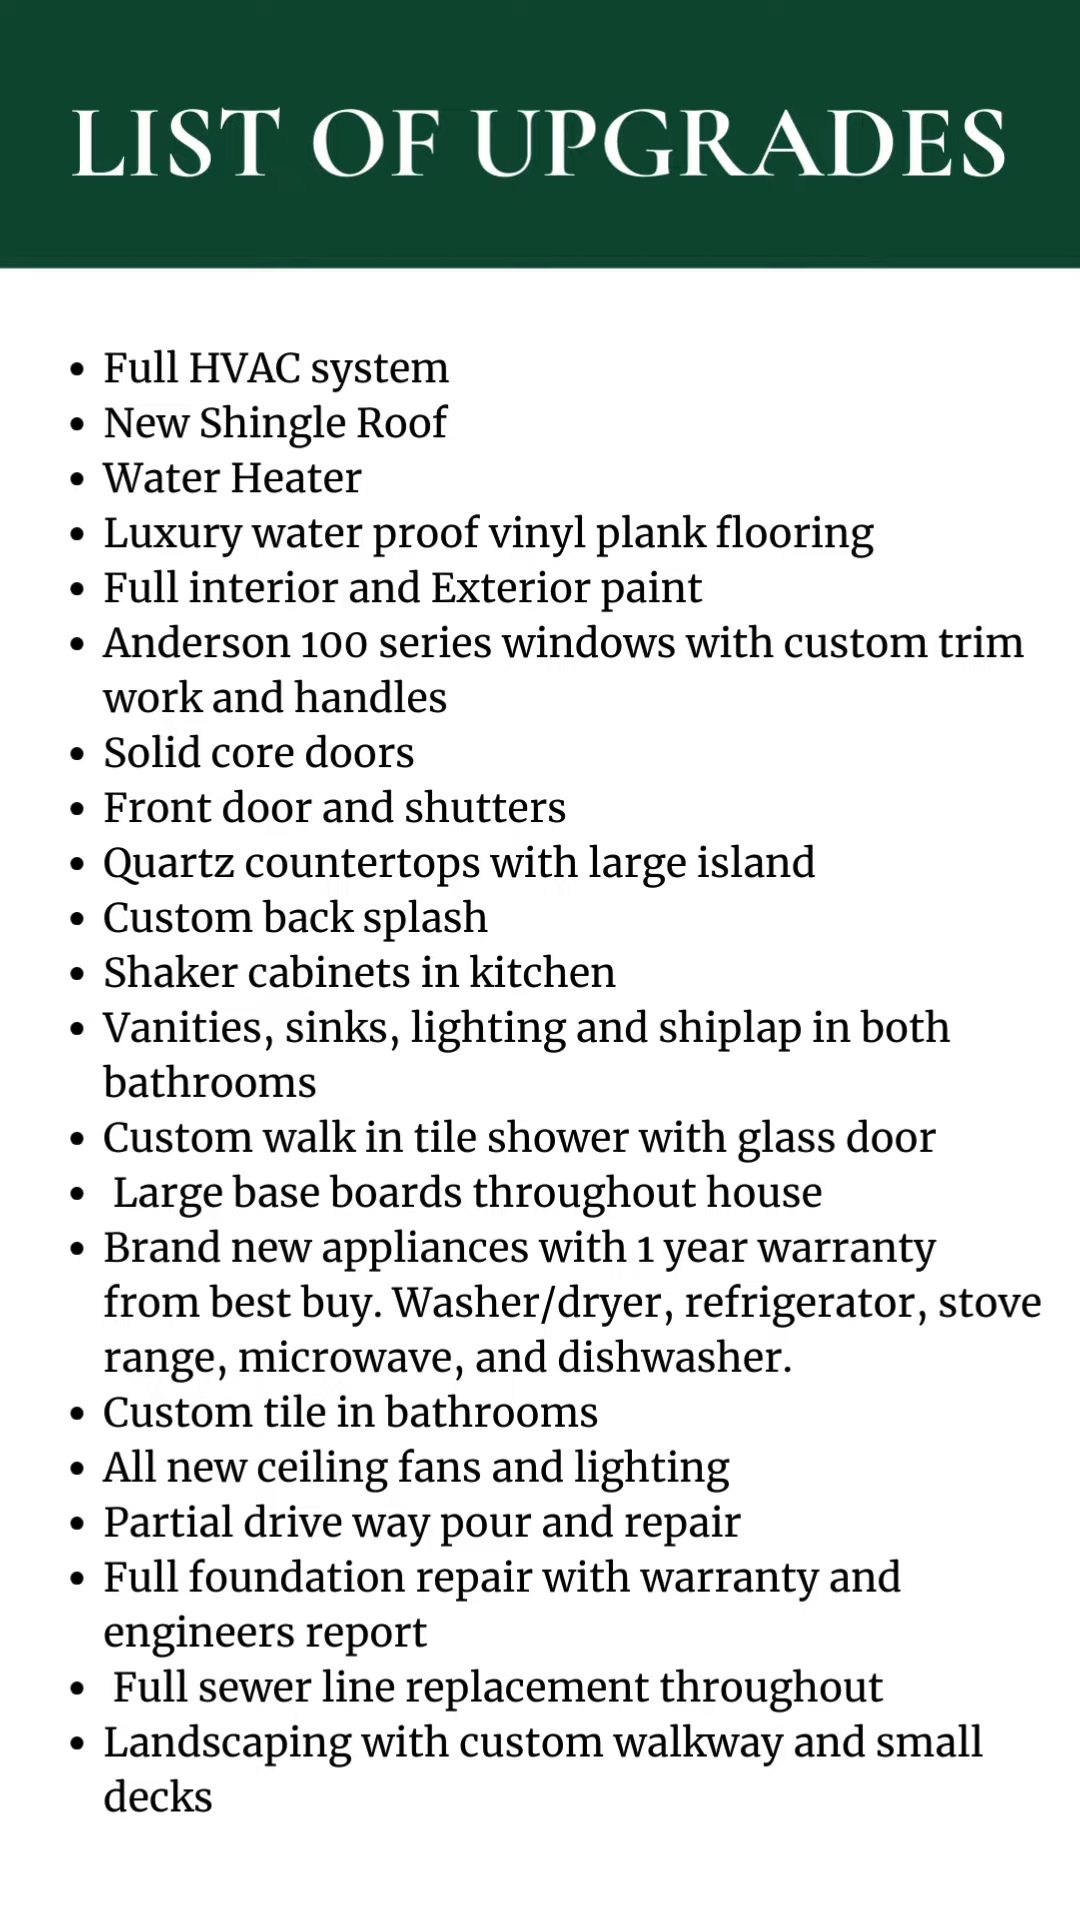 LIST OF UPGRADES
• Full HVAC system
• New Shingle Roof
• Water Heater
• Luxury water proof vinyl plank flooring
• Full interior and Exterior paint
• Anderson 100 series windows with custom trim
work and handles
• Solid core doors
• Front door and shutters
• Quartz countertops with large island
• Custom back splash
• Shaker cabinets in kitchen
• Vanities, sinks, lighting and shiplap in both
bathrooms
• Custom walk in tile shower with glass door
• Large base boards throughout house
• Brand new appliances with 1 year warranty
from best buy. Washer/dryer, refrigerator, stove
range, microwave, and dishwasher.
• Custom tile in bathrooms
• All new ceiling fans and lighting
• Partial drive way pour and repair
• Full foundation repair with warranty and
engineers report
• Full sewer line replacement throughout
• Landscaping with custom walkway and small
decks